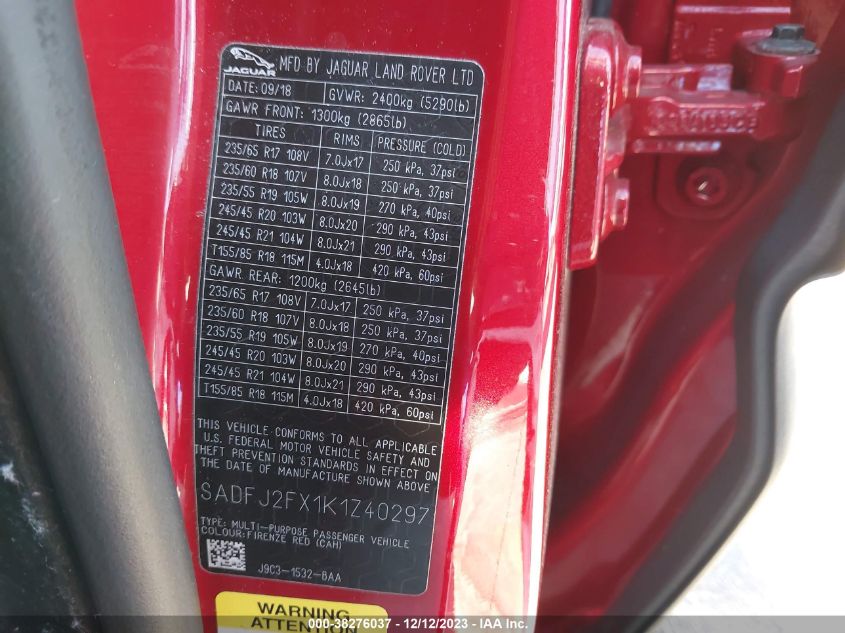 JAGUAR MFD BY JAGUAR LAND ROVER LTD
DATE: 09/18 GVWR: 2400kg (5290lb)
GAWR FRONT: 1300kg (2865lb)
TIRES RIMS PRESSURE (COLD)
235/65 R17 108V 7.0Jx17 250 kPa, 37psi
235/60 R18 107V 8.0Jx18 250 kPa, 37psi
235/55 R19 105W 8.0Jx19 270 kPa, 40psi
245/45 R20 103W 8.0Jx20 290 kPa, 43psi
245/45 R21 104W 8.0Jx21 290 kPa, 43psi
T155/85 R18 115M 4.0Jx18 420 kPa, 60psi
GAWR REAR: 1200kg (2645lb)
235/65 R17 108V 7.0Jx17 250 kPa, 37psi
235/60 R18 107V 8.0Jx18 250 kPa, 37psi
235/55 R19 105W 8.0Jx19 270 kPa, 40psi
245/45 R20 103W 8.0Jx20 290 kPa, 43psi
245/45 R21 104W 8.0Jx21 290 kPa, 43psi
T155/85 R18 115M 4.0Jx18 420 kPa, 60psi
THIS VEHICLE CONFORMS TO ALL APPLICABLE
U.S. FEDERAL MOTOR VEHICLE SAFETY AND
THEFT PREVENTION STANDARDS IN EFFECT ON
THE DATE OF MANUFACTURE SHOWN ABOVE
SADFJ2FX1K1Z40297
TYPE: MULTI-PURPOSE PASSENGER VEHICLE
COLOUR:FIRENZE RED (CAH)
J9C3-1532-BAA
WARNING
ATTENTION
000-38276037 - 12/12/2023 - IAA Inc.